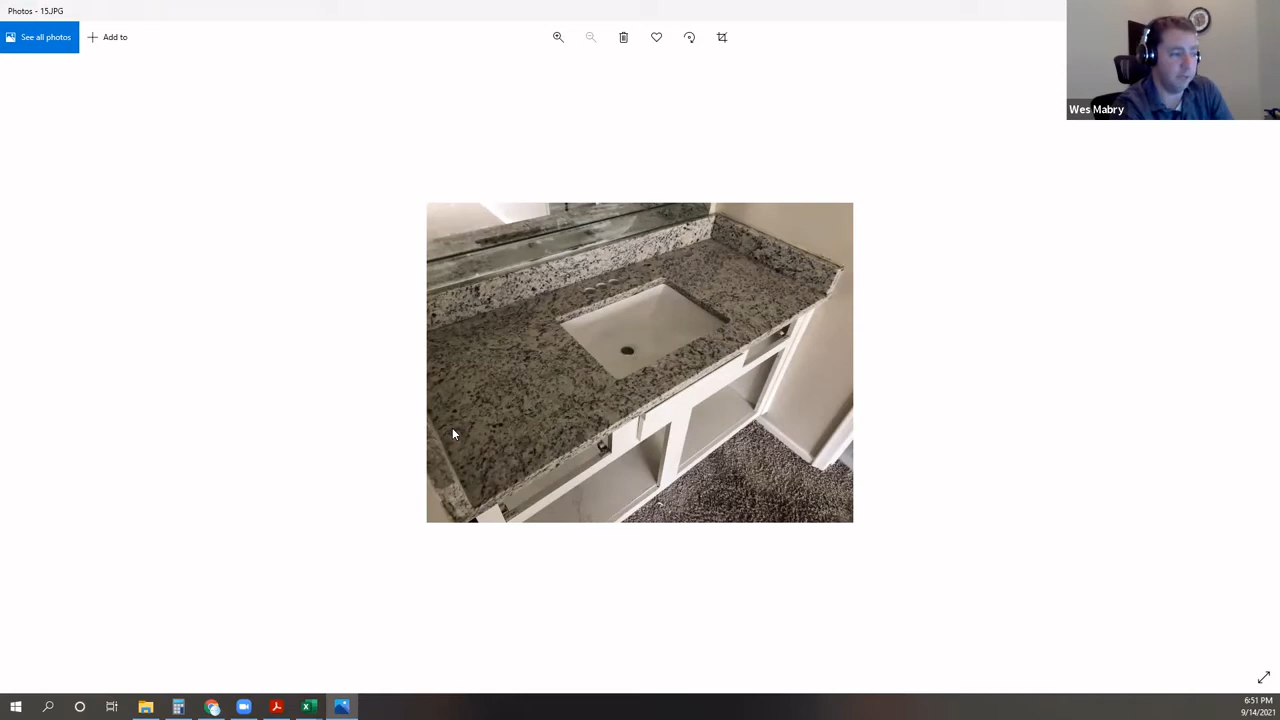 Photos - 15.JPG
See all photos
Add to
Wes Mabry
6:51 PM
9/14/2021